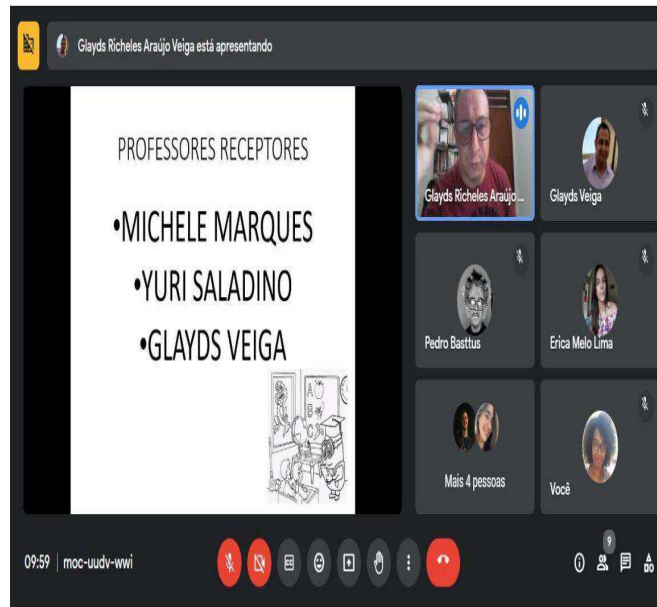 Glayds Richeles Araújo Veiga está apresentando
PROFESSORES RECEPTORES
•MICHELE MARQUES
•YURI SALADINO
•GLAYDS VEIGA
A
B
C
Glayds Richeles Araújo ...
Glayds Veiga
Pedro Basttus
Erica Melo Lima
Mais 4 pessoas
Você
09:59 | moc-uudv-wwi
9